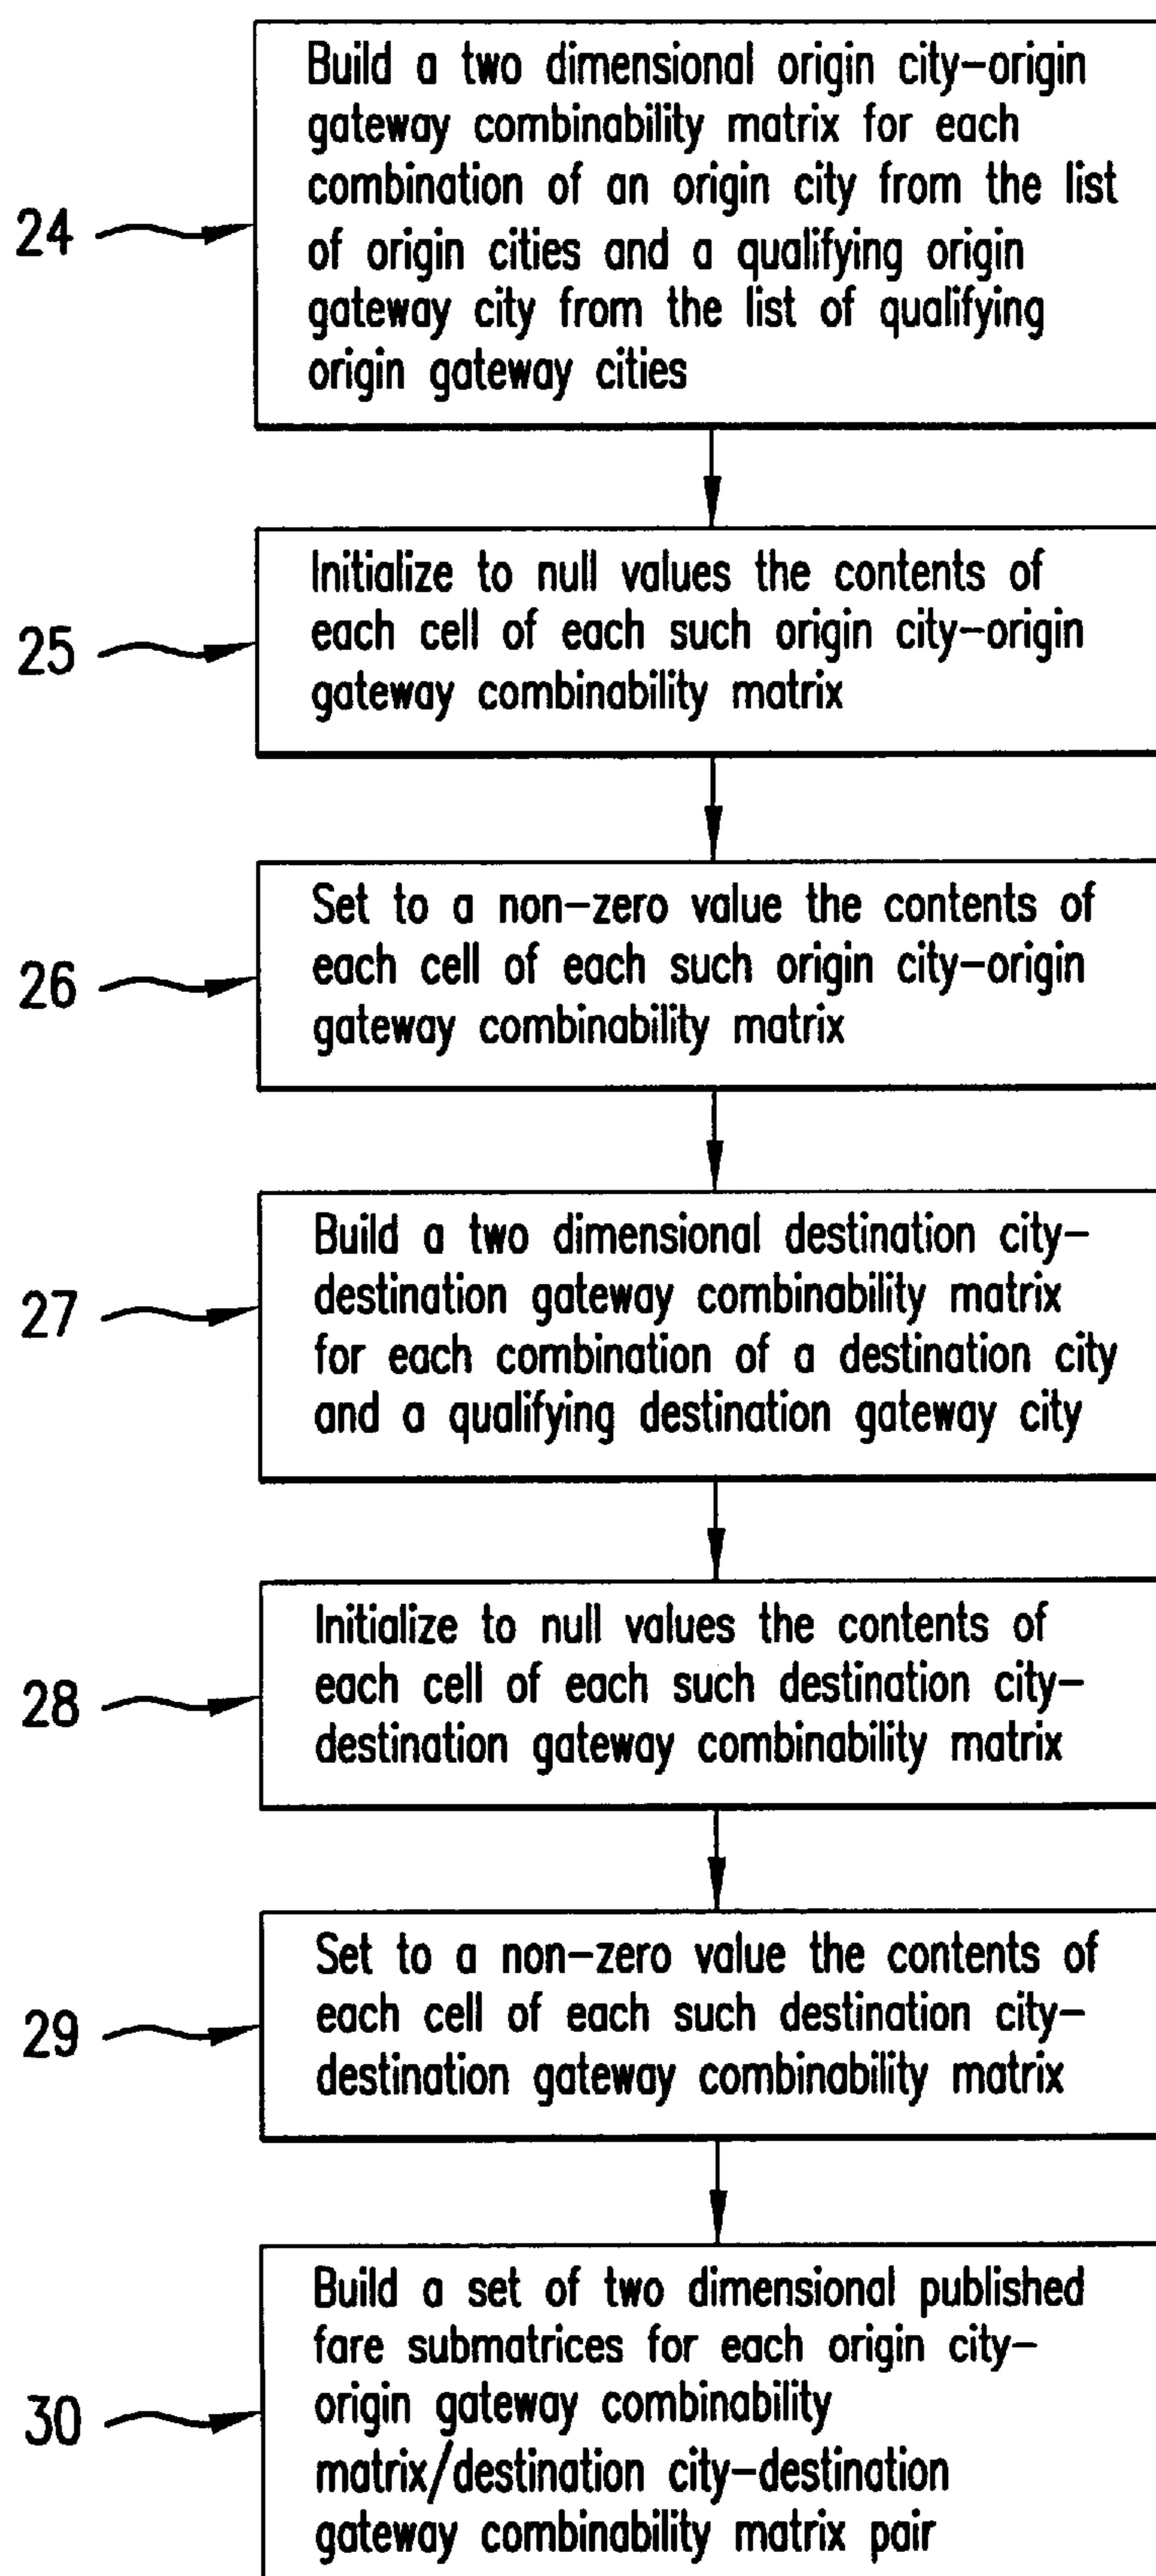 Build a two dimensional origin city-origin
gateway combinability matrix for each
combination of an origin city from the list
of origin cities and a qualifying origin
gateway city from the list of qualifying
origin gateway cities
24
Initialize to null values the contents of
each cell of each such origin city-origin
gateway combinability matrix
25
Set to a non-zero value the contents of
each cell of each such origin city-origin
gateway combinability matrix
26
Build a two dimensional destination city-
destination gateway combinability matrix
for each combination of a destination city
and a qualifying destination gateway city
27
Initialize to null values the contents of
each cell of each such destination city-
destination gateway combinability matrix
28
Set to a non-zero value the contents of
each cell of each such destination city-
destination gateway combinability matrix
29
Build a set of two dimensional published
fare submatrices for each origin city-
origin gateway combinability
matrix/destination city-destination
gateway combinability matrix pair
30